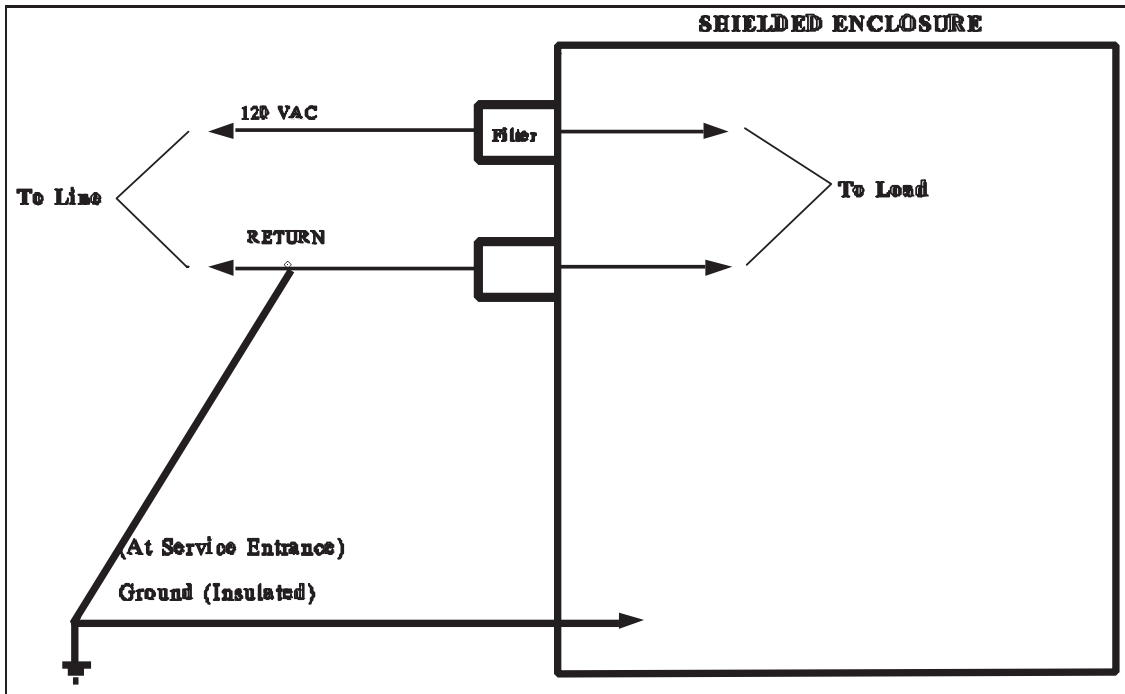 SHIELDED ENCLOSURE
120 VAC
Filter
To Line
To Load
RETURN
(At Service Entrance)
Ground (Insulated)